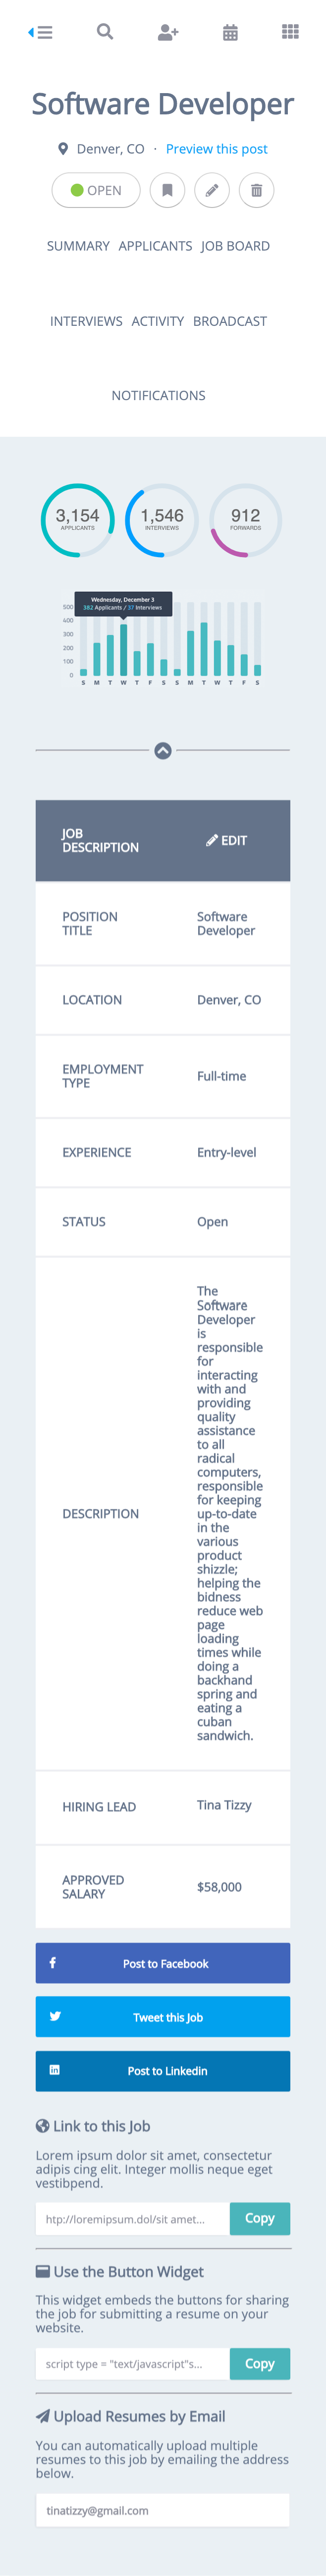 Software Developer
Denver, CO · Preview this post
OPEN
SUMMARY APPLICANTS JOB BOARD
INTERVIEWS ACTIVITY BROADCAST
NOTIFICATIONS
3,154 1,546 912
APPLICANTS INTERVIEWS FORWARDS
Wednesday, December 3
382 Applicants / 37 Interviews
500
400
300
200
100
0
S M T W T F S S M T W T F S
JOB
DESCRIPTION
EDIT
POSITION
TITLE
Software
Developer
LOCATION Denver, CO
EMPLOYMENT
TYPE
Full-time
EXPERIENCE Entry-level
STATUS Open
DESCRIPTION
The
Software
Developer
is
responsible
for
interacting
with and
providing
quality
assistance
to all
radical
computers,
responsible
for keeping
up-to-date
in the
various
product
shizzle;
helping the
bidness
reduce web
page
loading
times while
doing a
backhand
spring and
eating a
cuban
sandwich.
HIRING LEAD Tina Tizzy
APPROVED
SALARY
$58,000
Post to Facebook
Tweet this Job
Post to Linkedin
Link to this Job
Lorem ipsum dolor sit amet, consectetur
adipis cing elit. Integer mollis neque eget
vestibpend.
htp://loremipsum.dol/sit amet... Copy
Use the Button Widget
This widget embeds the buttons for sharing
the job for submitting a resume on your
website.
script type = "text/javascript"s... Copy
Upload Resumes by Email
You can automatically upload multiple
resumes to this job by emailing the address
below.
tinatizzy@gmail.com